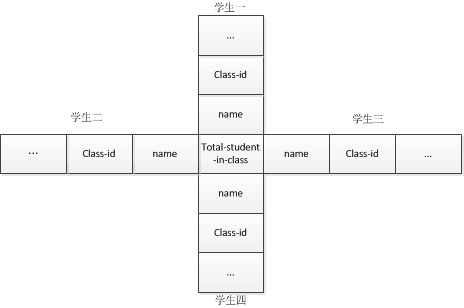 学生一
...
Class-id
name
学生二
学生三
...
Class-id
name
Total-student
-in-class
name
Class-id
...
name
Class-id
...
学生四